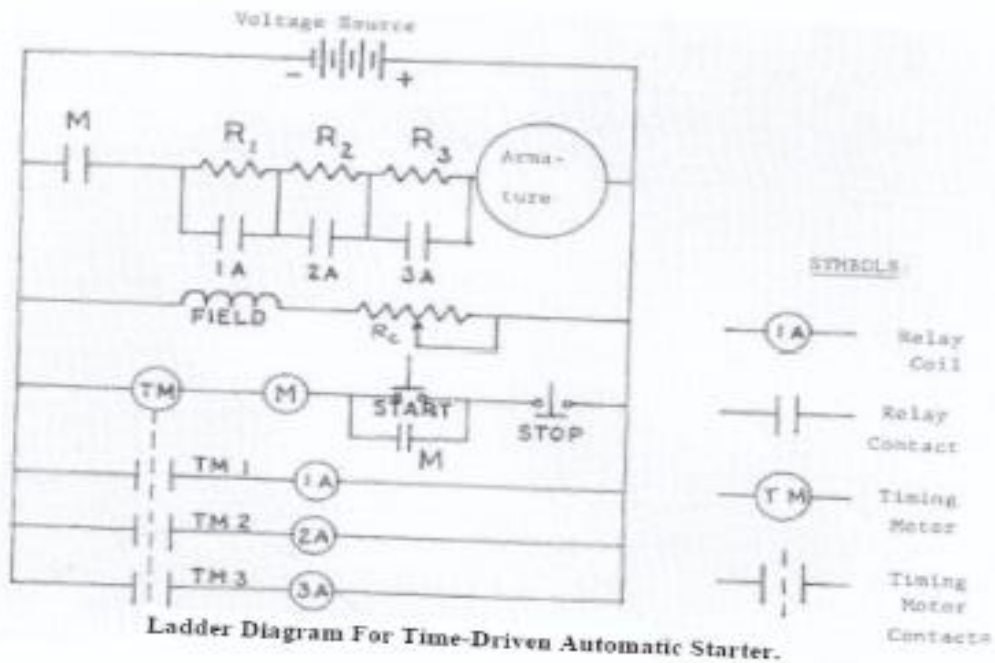 Voltage Source
- +
M
R1 R2 R3
Arma-
ture
1A 2A 3A
FIELD
Rc
TM M START STOP
M
TM 1 1A
TM 2 2A
TM 3 3A
SYMBOLS
1A Relay
Coil
Relay
Contact
TM Timing
Motor
Timing
Motor
Contacts
Ladder Diagram For Time-Driven Automatic Starter.